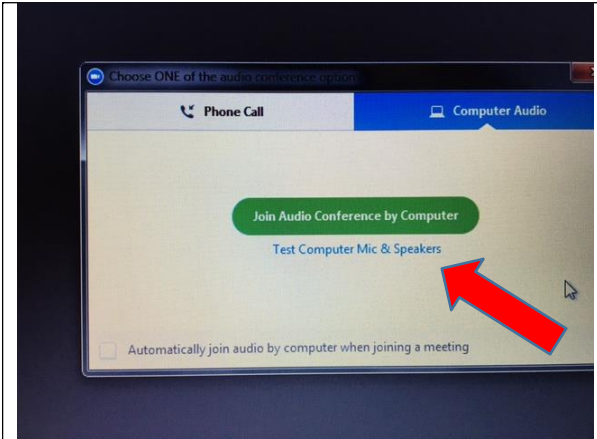 Choose ONE of the audio conference option
Phone Call
Computer Audio
Join Audio Conference by Computer
Test Computer Mic & Speakers
Automatically join audio by computer when joining a meeting